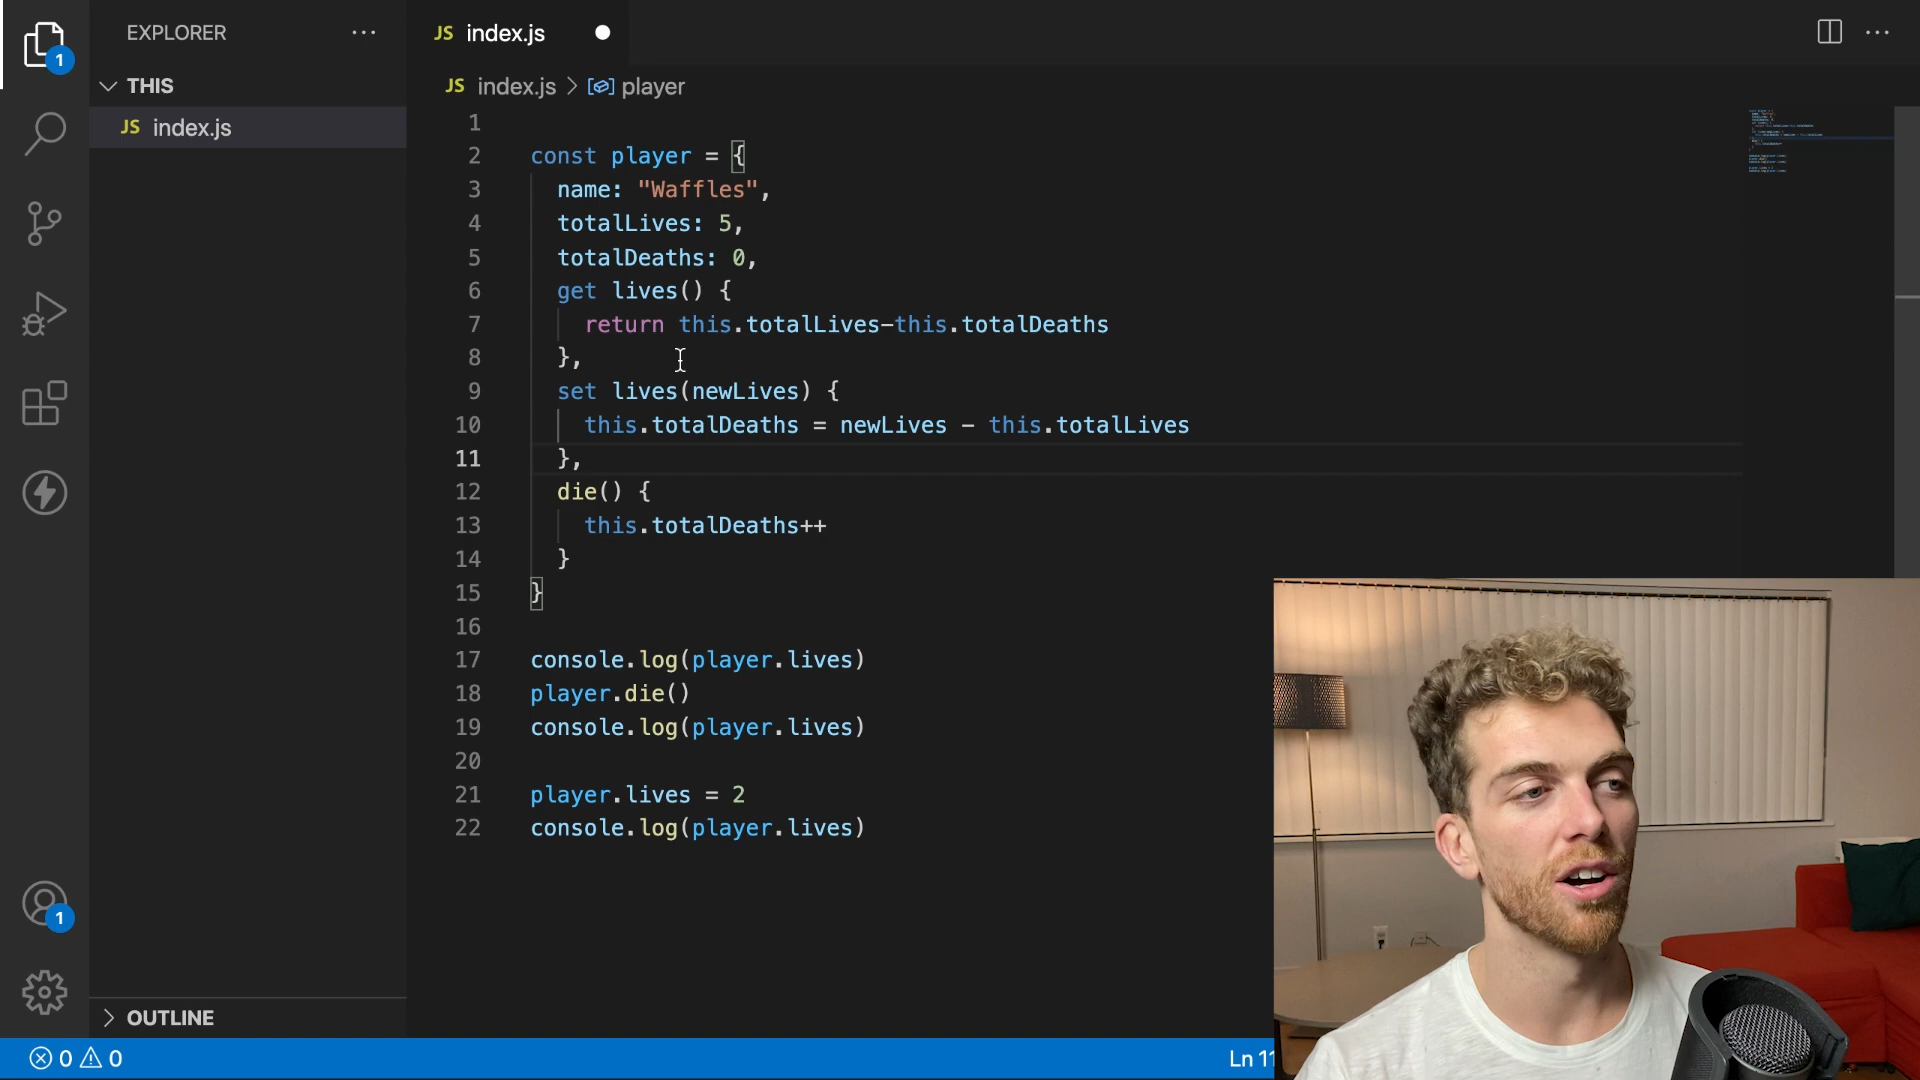 EXPLORER
THIS
JS index.js
JS index.js
JS index.js > player
1
2 const player = {
3 name: "Waffles",
4 totalLives: 5,
5 totalDeaths: 0,
6 get lives() {
7 return this.totalLives-this.totalDeaths
8 },
9 set lives(newLives) {
10 this.totalDeaths = newLives - this.totalLives
11 },
12 die() {
13 this.totalDeaths++
14 }
15 }
16
17 console.log(player.lives)
18 player.die()
19 console.log(player.lives)
20
21 player.lives = 2
22 console.log(player.lives)
1
1
OUTLINE
0 0
Ln 11